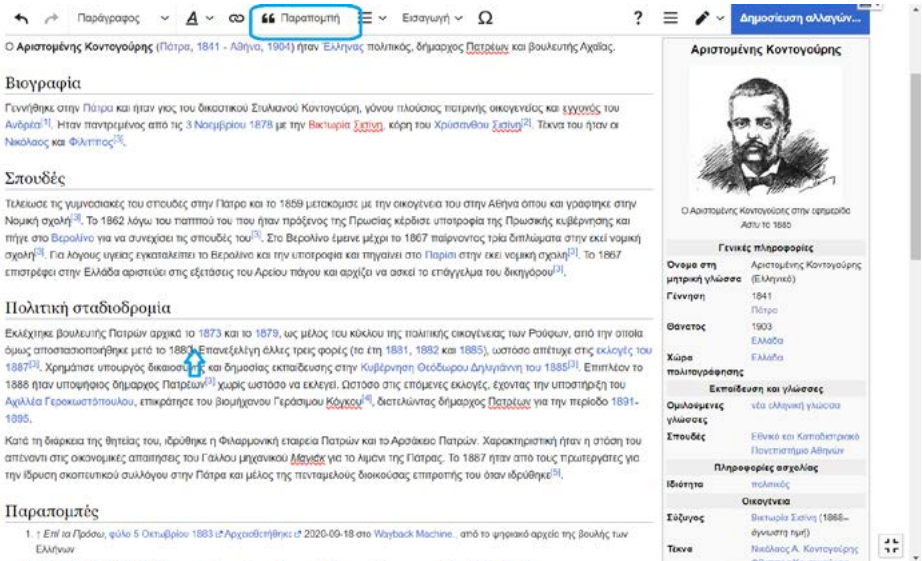 Παράγραφος A Παραπομπή Εισαγωγή Ω ? Δημοσίευση αλλαγών...
Ο Αριστομένης Κοντογούρης (Πάτρα, 1841 - Αθήνα, 1904) ήταν Έλληνας πολιτικός, δήμαρχος Πατρέων και βουλευτής Αχαΐας.
Βιογραφία
Γεννήθηκε στην Πάτρα και ήταν γιος του δικαστικού Στυλιανού Κοντογούρη, γόνου πλούσιας πατρινής οικογενείας και εγγονός του
Ανδρέα[1]. Ήταν παντρεμένος από τις 3 Νοεμβρίου 1878 με την Βικτωρία Σισίνη, κόρη του Χρύσανθου Σισίνη[2]. Τέκνα του ήταν οι
Νικόλαος και Φίλιππος[3].
Σπουδές
Τελείωσε τις γυμνασιακές του σπουδές στην Πάτρα και το 1859 μετακόμισε με την οικογένεια του στην Αθήνα όπου και γράφτηκε στην
Νομική σχολή[3]. Το 1862 λόγω του παππού του που ήταν πρόξενος της Πρωσίας κέρδισε υποτροφία της Πρωσικής κυβέρνησης και
πήγε στο Βερολίνο για να συνεχίσει τις σπουδές του[3]. Στο Βερολίνο έμεινε μέχρι το 1867 παίρνοντας τρία διπλώματα στην εκεί νομική
σχολή[3]. Για λόγους υγείας εγκαταλείπει το Βερολίνο και την υποτροφία και πηγαίνει στο Παρίσι στην εκεί νομική σχολή[3]. Το 1867
επιστρέφει στην Ελλάδα αριστεύει στις εξετάσεις του Αρείου πάγου και αρχίζει να ασκεί το επάγγελμα του δικηγόρου[3].
Πολιτική σταδιοδρομία
Εκλέχτηκε βουλευτής Πατρών αρχικά το 1873 και το 1879, ως μέλος του κύκλου της πολιτικής οικογένειας των Ρούφων, από την οποία
όμως αποστασιοποιήθηκε μετά το 1880. Επανεξελέγη άλλες τρεις φορές (τα έτη 1881, 1882 και 1885), ωστόσο απέτυχε στις εκλογές του
1887[3]. Χρημάτισε υπουργός δικαιοσύνης και δημοσίας εκπαίδευσης στην Κυβέρνηση Θεόδωρου Δηλιγιάννη του 1885[3]. Επιπλέον το
1888 ήταν υποψήφιος δήμαρχος Πατρέων[3] χωρίς ωστόσο να εκλεγεί. Ωστόσο στις επόμενες εκλογές, έχοντας την υποστήριξη του
Αχιλλέα Γεροκωστόπουλου, επικράτησε του βιομήχανου Γεράσιμου Κόγκου[4], διατελώντας δήμαρχος Πατρέων για την περίοδο 1891-
1895.
Κατά τη διάρκεια της θητείας του, ιδρύθηκε η Φιλαρμονική εταιρεία Πατρών και το Αρσάκειο Πατρών. Χαρακτηριστική ήταν η στάση του
απέναντι στις οικονομικές απαιτήσεις του Γάλλου μηχανικού Μανιάκ για το λιμάνι της Πάτρας. Το 1887 ήταν από τους πρωτεργάτες για
την ίδρυση σκοπευτικού συλλόγου στην Πάτρα και μέλος της πενταμελούς διοικούσας επιτροπής του όταν ιδρύθηκε[5].
Παραπομπές
1. ↑ Επί τα Πρόσω, φύλο 5 Οκτωβρίου 1883 Αρχειοθετήθηκε 2020-09-18 στο Wayback Machine., από το ψηφιακό αρχείο της βουλής των
Ελλήνων
Αριστομένης Κοντογούρης
Ο Αριστομένης Κοντογούρης στην εφημερίδα
Άστυ το 1885
Γενικές πληροφορίες
Όνομα στη Αριστομένης Κοντογούρης
μητρική γλώσσα (Ελληνικά)
Γέννηση 1841
Πάτρα
Θάνατος 1903
Ελλάδα
Χώρα Ελλάδα
πολιτογράφησης
Εκπαίδευση και γλώσσες
Ομιλούμενες νέα ελληνική γλώσσα
γλώσσες
Σπουδές Εθνικό και Καποδιστριακό
Πανεπιστήμιο Αθηνών
Πληροφορίες ασχολίας
Ιδιότητα πολιτικός
Οικογένεια
Σύζυγος Βικτωρία Σισίνη (1868–
άγνωστη τιμή)
Τέκνα Νικόλαος Α. Κοντογούρης